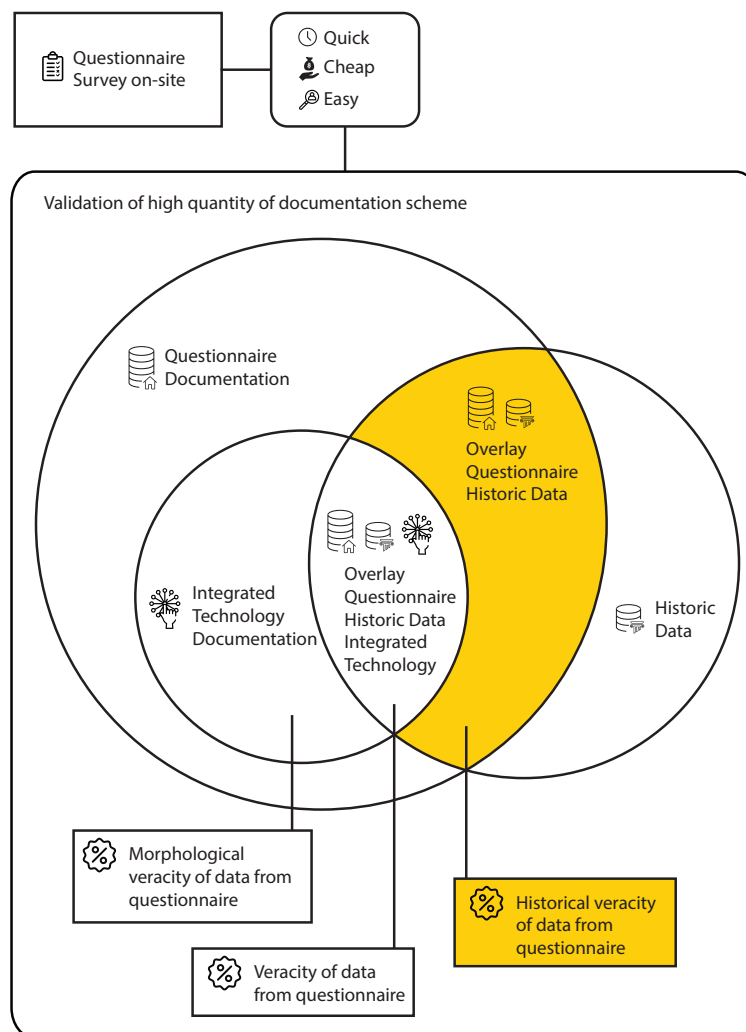 Questionnaire
Survey on-site
Quick
Cheap
Easy
Validation of high quantity of documentation scheme
Questionnaire
Documentation
Overlay
Questionnaire
Historic Data
Overlay
Questionnaire
Historic Data
Integrated
Technology
Integrated
Technology
Documentation
Historic
Data
Morphological
veracity of data from
questionnaire
Historical veracity
of data from
questionnaire
Veracity of data
from questionnaire